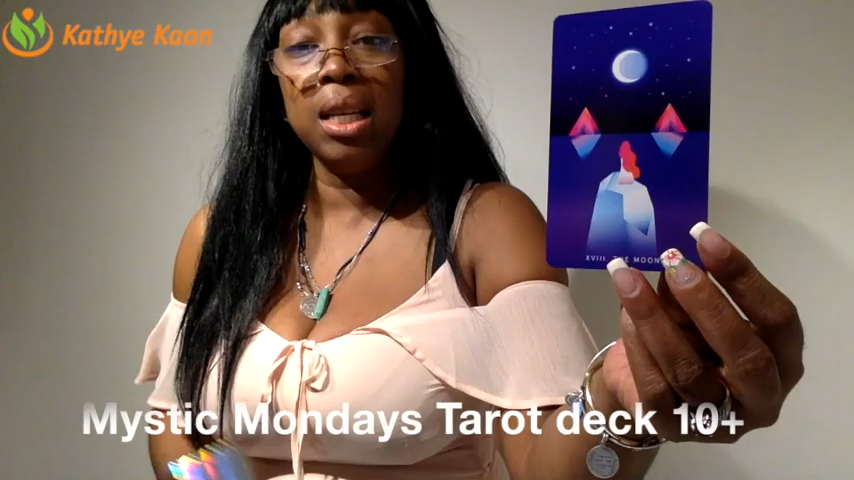 Kathye Kaan
XVIII. THE MOON
Mystic Mondays Tarot deck 10+